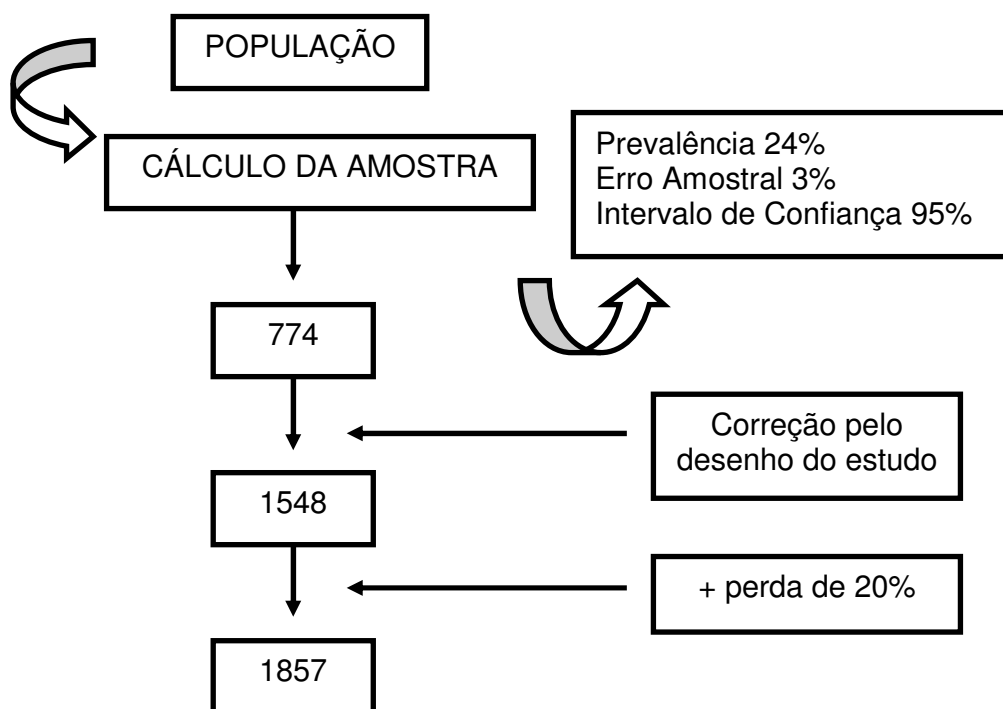 POPULAÇÃO
CÁLCULO DA AMOSTRA
Prevalência 24%
Erro Amostral 3%
Intervalo de Confiança 95%
774
Correção pelo
desenho do estudo
1548
+ perda de 20%
1857